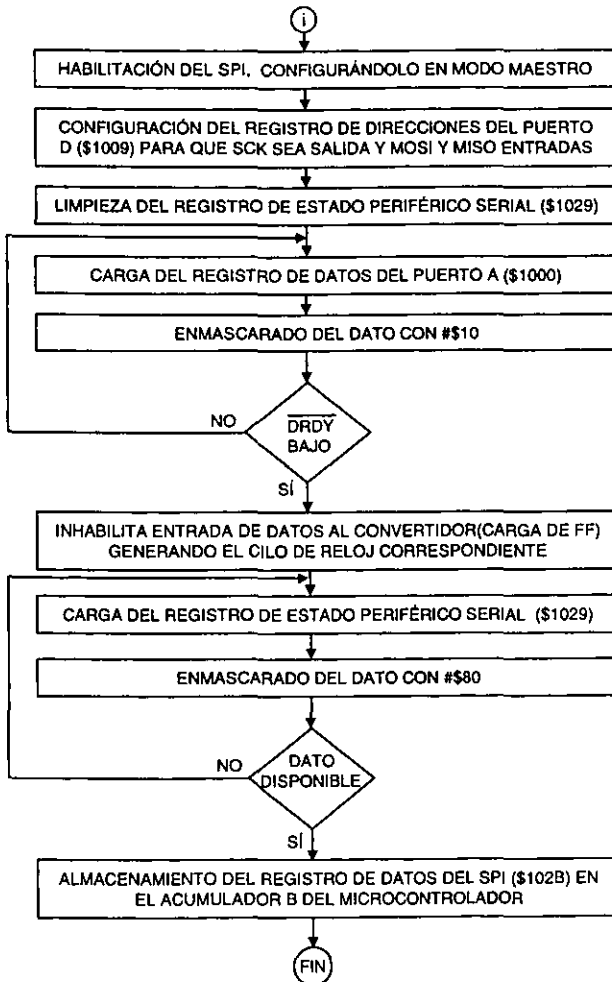 i
HABILITACIÓN DEL SPI, CONFIGURÁNDOLO EN MODO MAESTRO
CONFIGURACIÓN DEL REGISTRO DE DIRECCIONES DEL PUERTO
D ($1009) PARA QUE SCK SEA SALIDA Y MOSI Y MISO ENTRADAS
LIMPIEZA DEL REGISTRO DE ESTADO PERIFÉRICO SERIAL ($1029)
CARGA DEL REGISTRO DE DATOS DEL PUERTO A ($1000)
ENMASCARADO DEL DATO CON #$10
NO
DRDY
BAJO
SÍ
INHABILITA ENTRADA DE DATOS AL CONVERTIDOR(CARGA DE FF)
GENERANDO EL CILO DE RELOJ CORRESPONDIENTE
CARGA DEL REGISTRO DE ESTADO PERIFÉRICO SERIAL ($1029)
ENMASCARADO DEL DATO CON #$80
NO
DATO
DISPONIBLE
SÍ
ALMACENAMIENTO DEL REGISTRO DE DATOS DEL SPI ($102B) EN
EL ACUMULADOR B DEL MICROCONTROLADOR
FIN